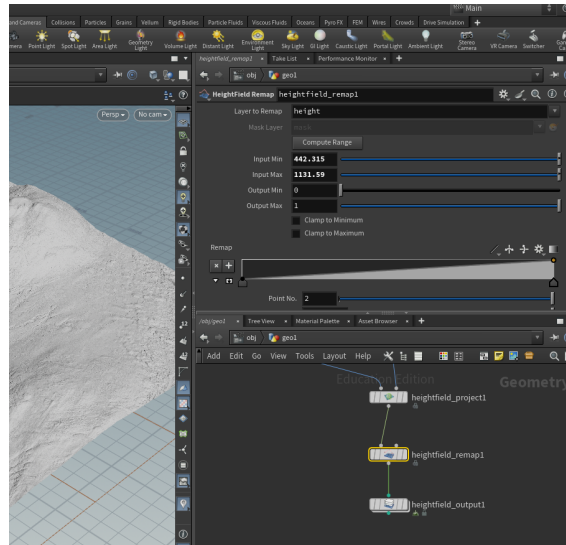 Main
and Cameras Collisions Particles Grains Vellum Rigid Bodies Particle Fluids Viscous Fluids Oceans Pyro FX FEM Wires Crowds Drive Simulation +
mera Point Light Spot Light Area Light Geometry Light Volume Light Distant Light Environment Light Sky Light GI Light Caustic Light Portal Light Ambient Light Stereo Camera VR Camera Switcher
heightfield_remap1 × Take List × Performance Monitor × +
obj geo1
HeightField Remap heightfield_remap1
Persp No cam
Layer to Remap height
Mask Layer mask
Compute Range
Input Min 442.315
Input Max 1131.59
Output Min 0
Output Max 1
Clamp to Minimum
Clamp to Maximum
Remap
Point No. 2
/obj/geo1 × Tree View × Material Palette × Asset Browser × +
obj geo1
Add Edit Go View Tools Layout Help
Education Edition
Geometry
heightfield_project1
heightfield_remap1
heightfield_output1